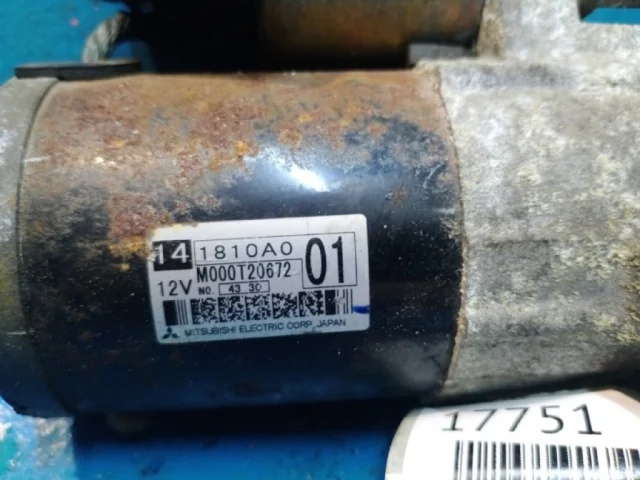 14 1810A0 01
M000T20672
12V NO. 43 30
MITSUBISHI ELECTRIC CORP. JAPAN
17751